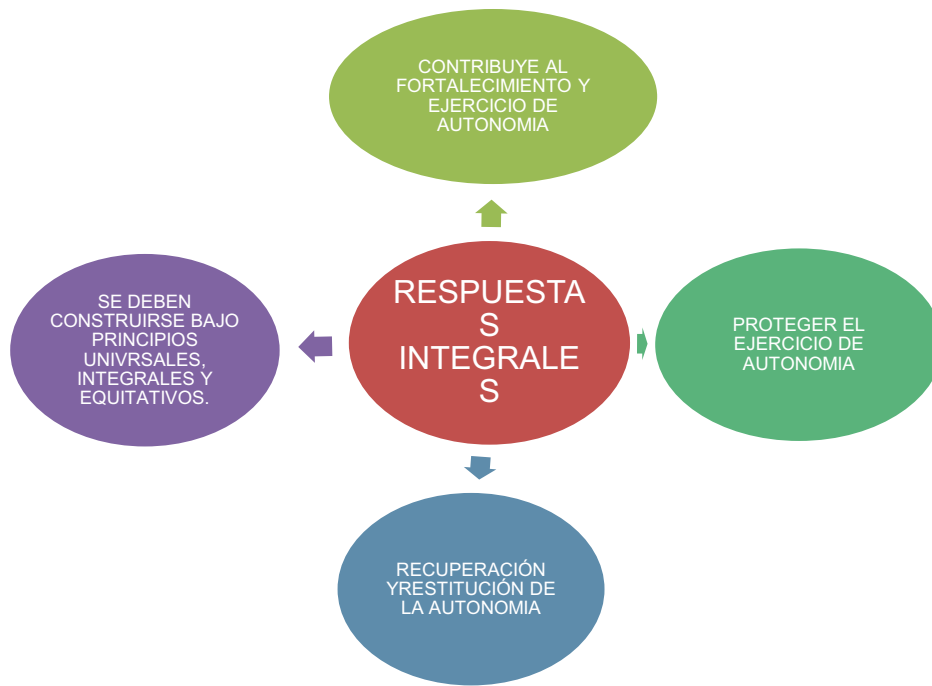 CONTRIBUYE AL
FORTALECIMIENTO Y
EJERCICIO DE
AUTONOMIA
SE DEBEN
CONSTRUIRSE BAJO
PRINCIPIOS
UNIVRSALES,
INTEGRALES Y
EQUITATIVOS.
RESPUESTA
S
INTEGRALE
S
PROTEGER EL
EJERCICIO DE
AUTONOMIA
RECUPERACIÓN
YRESTITUCIÓN DE
LA AUTONOMIA